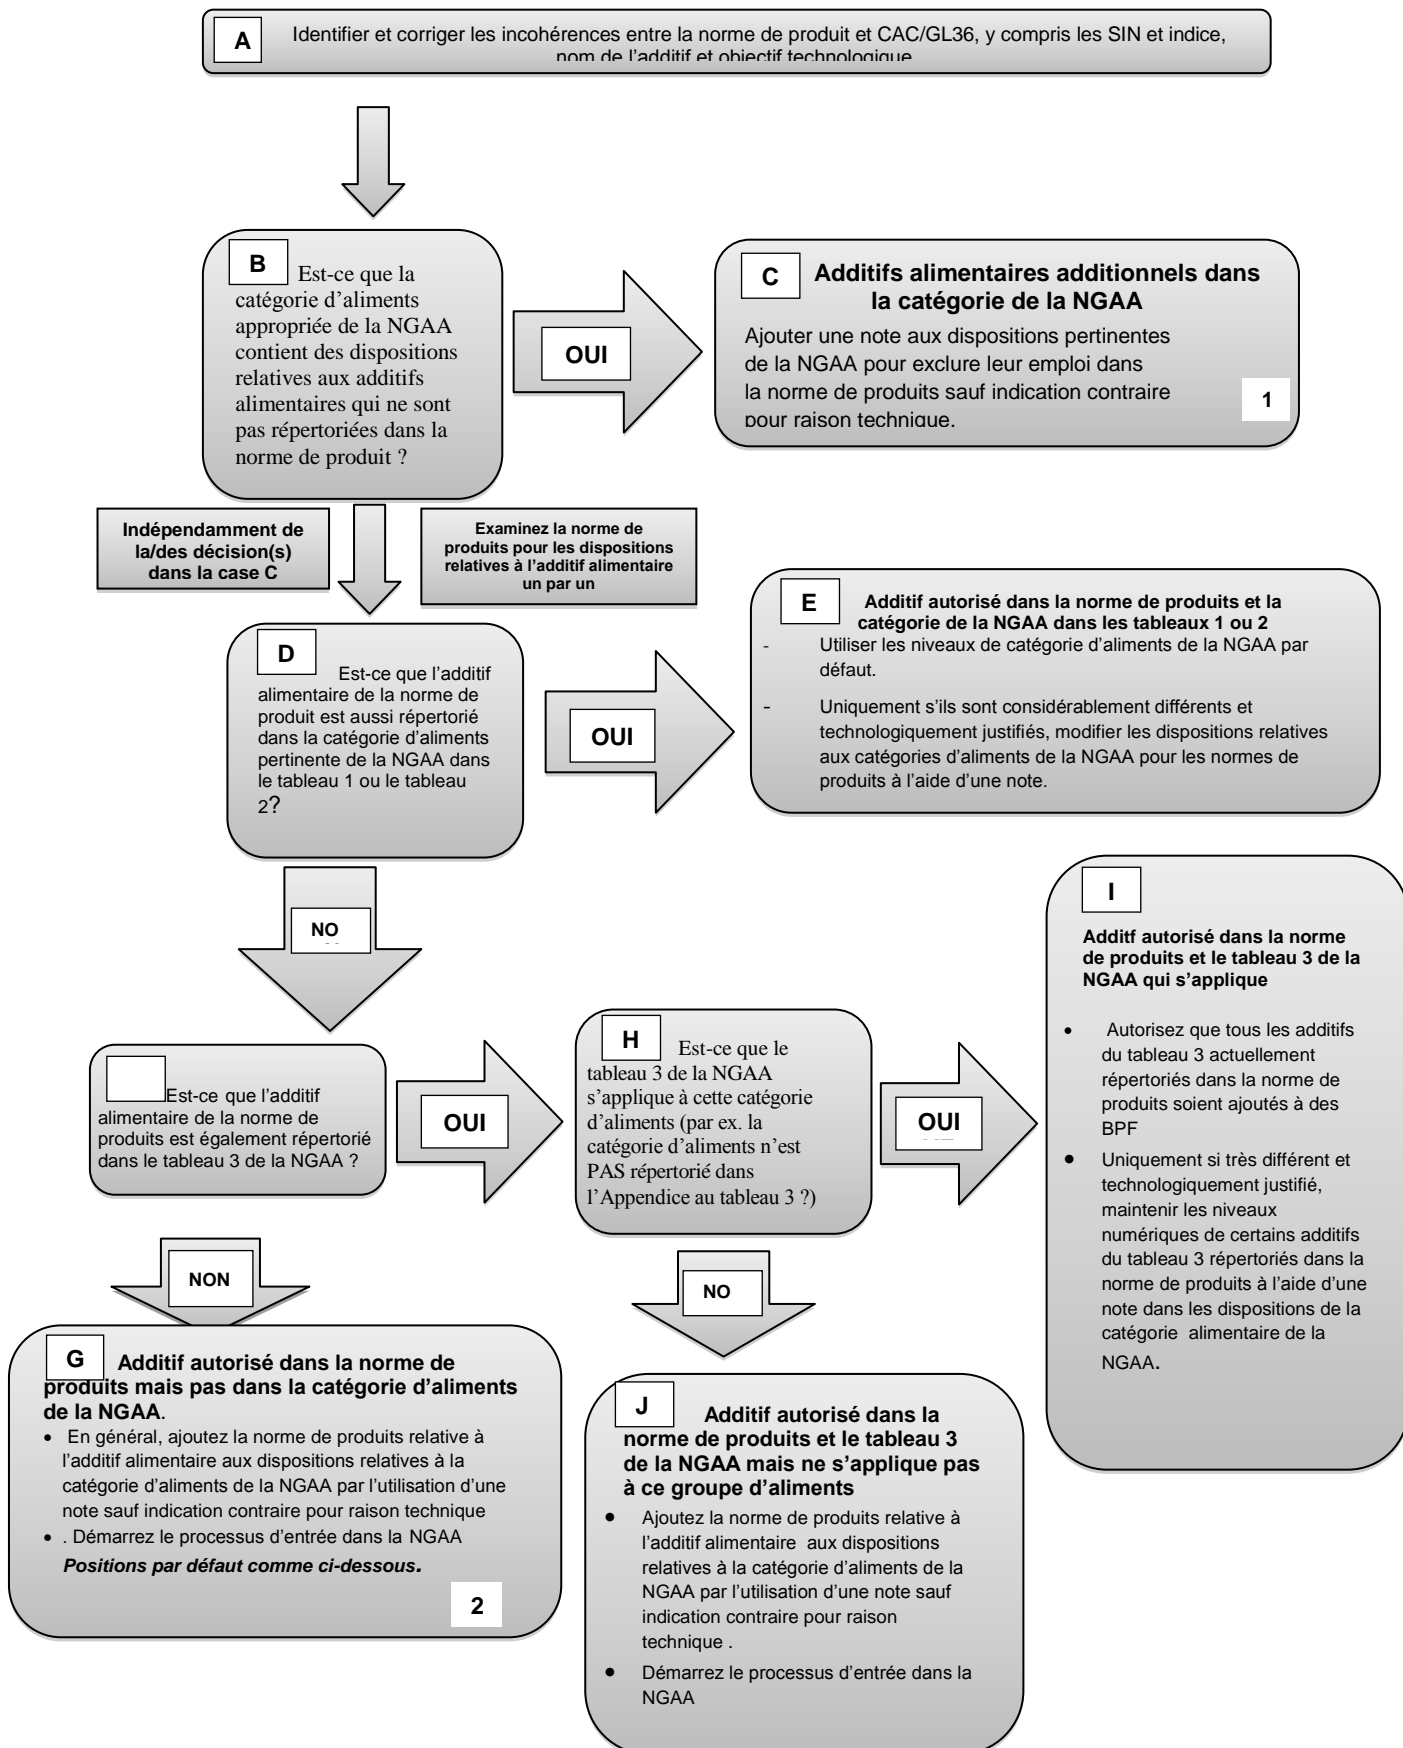 A
Identifier et corriger les incohérences entre la norme de produit et CAC/GL36, y compris les SIN et indice,
nom de l'additif et objectif technologique
B
Est-ce que la
catégorie d'aliments
appropriée de la NGAA
contient des dispositions
relatives aux additifs
alimentaires qui ne sont
pas répertoriées dans la
norme de produit ?
OUI
C
Additifs alimentaires additionnels dans
la catégorie de la NGAA
Ajouter une note aux dispositions pertinentes
de la NGAA pour exclure leur emploi dans
la norme de produits sauf indication contraire
pour raison technique.
1
Indépendamment de
la/des décision(s)
dans la case C
Examinez la norme de
produits pour les dispositions
relatives à l'additif alimentaire
un par un
D
Est-ce que l'additif
alimentaire de la norme de
produit est aussi répertorié
dans la catégorie d'aliments
pertinente de la NGAA dans
le tableau 1 ou le tableau
2?
OUI
E
Additif autorisé dans la norme de produits et la
catégorie de la NGAA dans les tableaux 1 ou 2
- Utiliser les niveaux de catégorie d'aliments de la NGAA par
défaut.
- Uniquement s'ils sont considérablement différents et
technologiquement justifiés, modifier les dispositions relatives
aux catégories d'aliments de la NGAA pour les normes de
produits à l'aide d'une note.
NO
Est-ce que l'additif
alimentaire de la norme de
produits est également répertorié
dans le tableau 3 de la NGAA ?
OUI
H
Est-ce que le
tableau 3 de la NGAA
s'applique à cette catégorie
d'aliments (par ex. la
catégorie d'aliments n'est
PAS répertorié dans
l'Appendice au tableau 3 ?)
OUI
I
Additf autorisé dans la norme
de produits et le tableau 3 de la
NGAA qui s'applique
• Autorisez que tous les additifs
du tableau 3 actuellement
répertoriés dans la norme de
produits soient ajoutés à des
BPF
• Uniquement si très différent et
technologiquement justifié,
maintenir les niveaux
numériques de certains additifs
du tableau 3 répertoriés dans la
norme de produits à l'aide d'une
note dans les dispositions de la
catégorie alimentaire de la
NGAA.
NON
NO
G
Additif autorisé dans la norme de
produits mais pas dans la catégorie d'aliments
de la NGAA.
• En général, ajoutez la norme de produits relative à
l'additif alimentaire aux dispositions relatives à la
catégorie d'aliments de la NGAA par l'utilisation d'une
note sauf indication contraire pour raison technique
• . Démarrez le processus d'entrée dans la NGAA
Positions par défaut comme ci-dessous.
2
J
Additif autorisé dans la
norme de produits et le tableau 3
de la NGAA mais ne s'applique pas
à ce groupe d'aliments
• Ajoutez la norme de produits relative à
l'additif alimentaire aux dispositions
relatives à la catégorie d'aliments de la
NGAA par l'utilisation d'une note sauf
indication contraire pour raison
technique .
• Démarrez le processus d'entrée dans la
NGAA